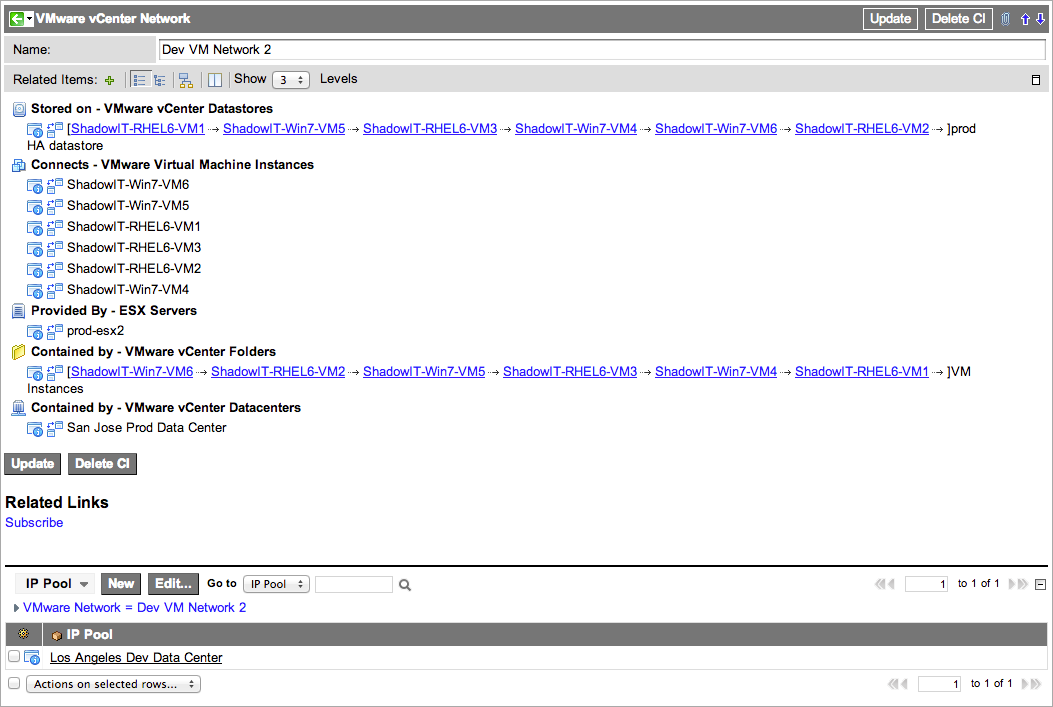 VMware vCenter Network Update Delete CI
Name: Dev VM Network 2
Related Items: Show 3 Levels
Stored on - VMware vCenter Datastores
[ShadowIT-RHEL6-VM1 → ShadowIT-Win7-VM5 → ShadowIT-RHEL6-VM3 → ShadowIT-Win7-VM4 → ShadowIT-Win7-VM6 → ShadowIT-RHEL6-VM2 → ]prod
HA datastore
Connects - VMware Virtual Machine Instances
ShadowIT-Win7-VM6
ShadowIT-Win7-VM5
ShadowIT-RHEL6-VM1
ShadowIT-RHEL6-VM3
ShadowIT-RHEL6-VM2
ShadowIT-Win7-VM4
Provided By - ESX Servers
prod-esx2
Contained by - VMware vCenter Folders
[ShadowIT-Win7-VM6 → ShadowIT-RHEL6-VM2 → ShadowIT-Win7-VM5 → ShadowIT-RHEL6-VM3 → ShadowIT-Win7-VM4 → ShadowIT-RHEL6-VM1 → ]VM
Instances
Contained by - VMware vCenter Datacenters
San Jose Prod Data Center
Update Delete CI
Related Links
Subscribe
IP Pool New Edit... Go to IP Pool 1 to 1 of 1
VMware Network = Dev VM Network 2
IP Pool
Los Angeles Dev Data Center
Actions on selected rows... 1 to 1 of 1